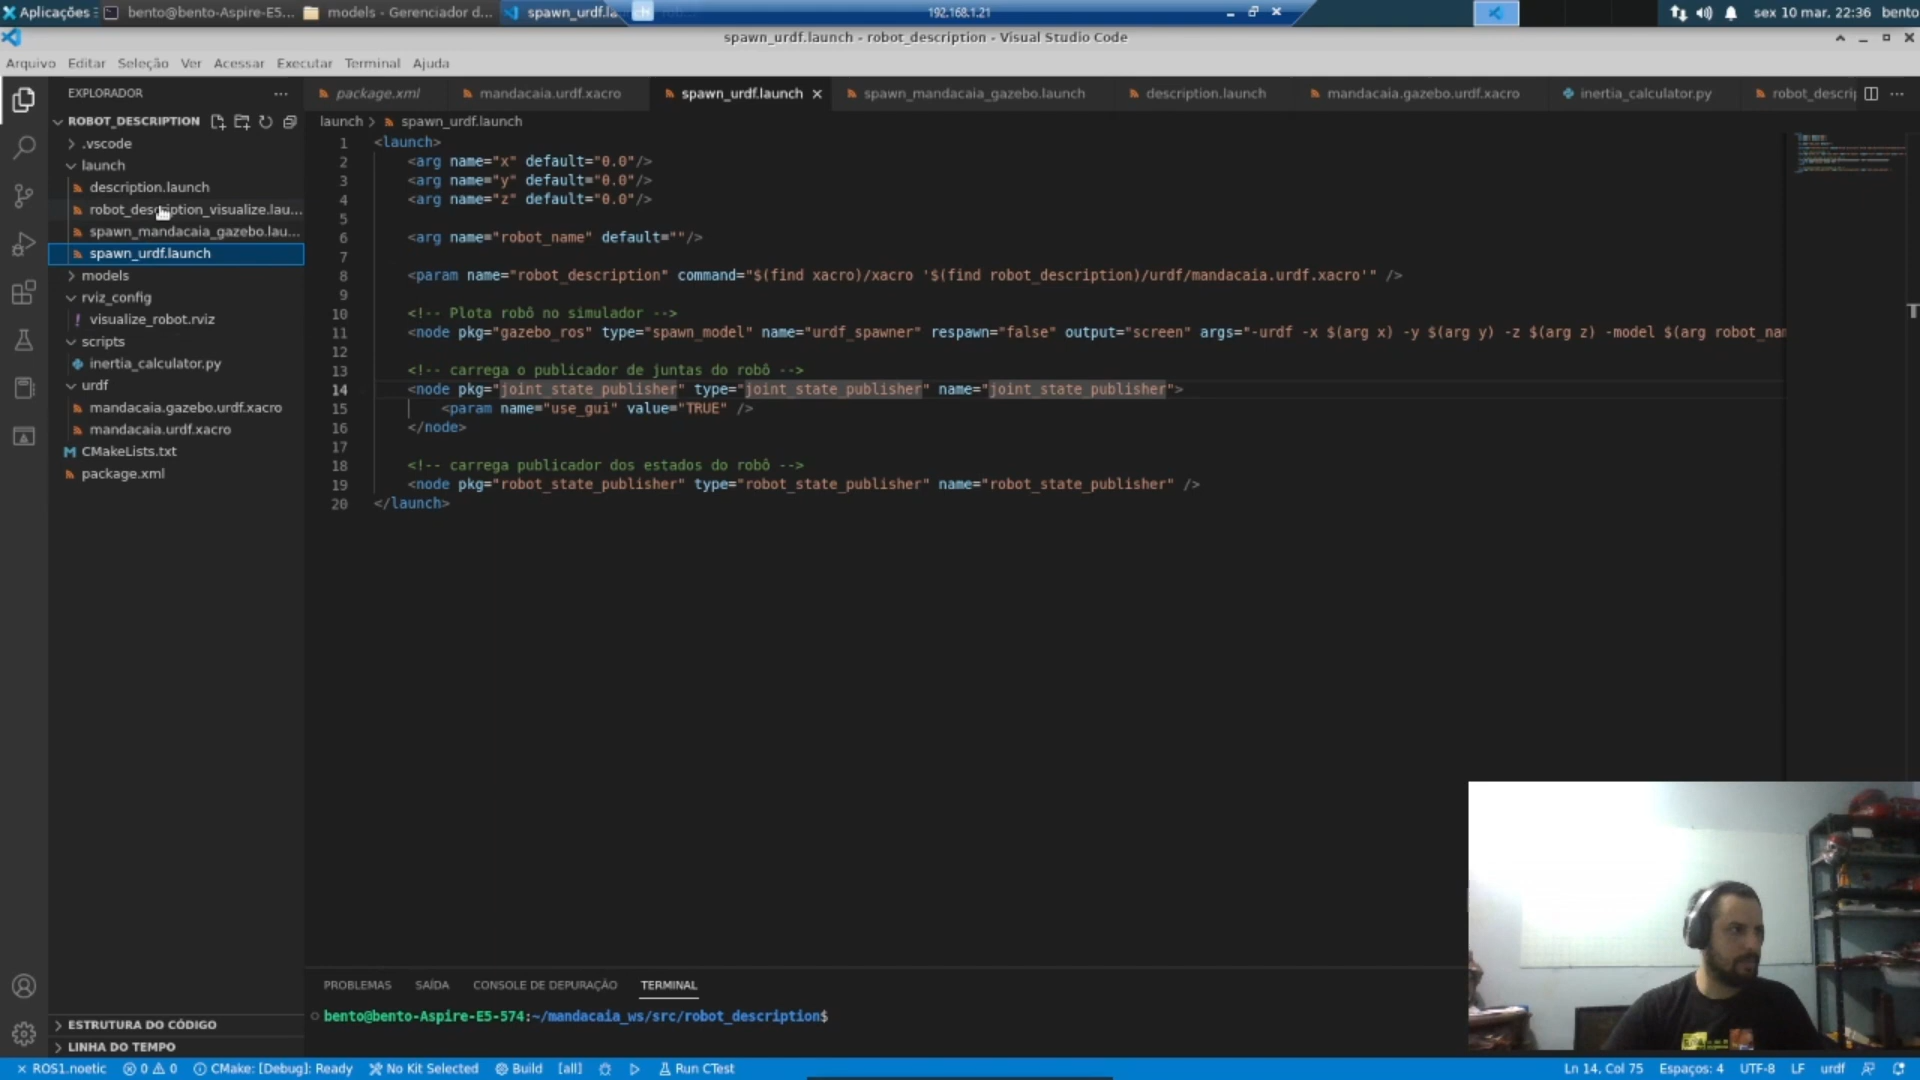 Aplicações
bento@bento-Aspire-E5...
models - Gerenciador d...
spawn_urdf.la
192.168.1.21
sex 10 mar, 22:36
bento
spawn_urdf.launch - robot_description - Visual Studio Code
Arquivo Editar Seleção Ver Acessar Executar Terminal Ajuda
EXPLORADOR
package.xml
mandacaia.urdf.xacro
spawn_urdf.launch
spawn_mandacaia_gazebo.launch
description.launch
mandacaia.gazebo.urdf.xacro
inertia_calculator.py
robot_descrip
ROBOT_DESCRIPTION
.vscode
launch
description.launch
robot_description_visualize.lau...
spawn_mandacaia_gazebo.lau...
spawn_urdf.launch
models
rviz_config
visualize_robot.rviz
scripts
inertia_calculator.py
urdf
mandacaia.gazebo.urdf.xacro
mandacaia.urdf.xacro
CMakeLists.txt
package.xml
launch > spawn_urdf.launch
1 <launch>
2 <arg name="x" default="0.0"/>
3 <arg name="y" default="0.0"/>
4 <arg name="z" default="0.0"/>
5
6 <arg name="robot_name" default=""/>
7
8 <param name="robot_description" command="$(find xacro)/xacro '$(find robot_description)/urdf/mandacaia.urdf.xacro'" />
9
10 <!-- Plota robô no simulador -->
11 <node pkg="gazebo_ros" type="spawn_model" name="urdf_spawner" respawn="false" output="screen" args="-urdf -x $(arg x) -y $(arg y) -z $(arg z) -model $(arg robot_nam
12
13 <!-- carrega o publicador de juntas do robô -->
14 <node pkg="joint_state_publisher" type="joint_state_publisher" name="joint_state_publisher">
15 <param name="use_gui" value="TRUE" />
16 </node>
17
18 <!-- carrega publicador dos estados do robô -->
19 <node pkg="robot_state_publisher" type="robot_state_publisher" name="robot_state_publisher" />
20 </launch>
PROBLEMAS SAÍDA CONSOLE DE DEPURAÇÃO TERMINAL
bento@bento-Aspire-E5-574:~/mandacaia_ws/src/robot_description$
ESTRUTURA DO CÓDIGO
LINHA DO TEMPO
ROS1.noetic 0 0 CMake: [Debug]: Ready No Kit Selected Build [all] Run CTest Ln 14, Col 75 Espaços: 4 UTF-8 LF urdf